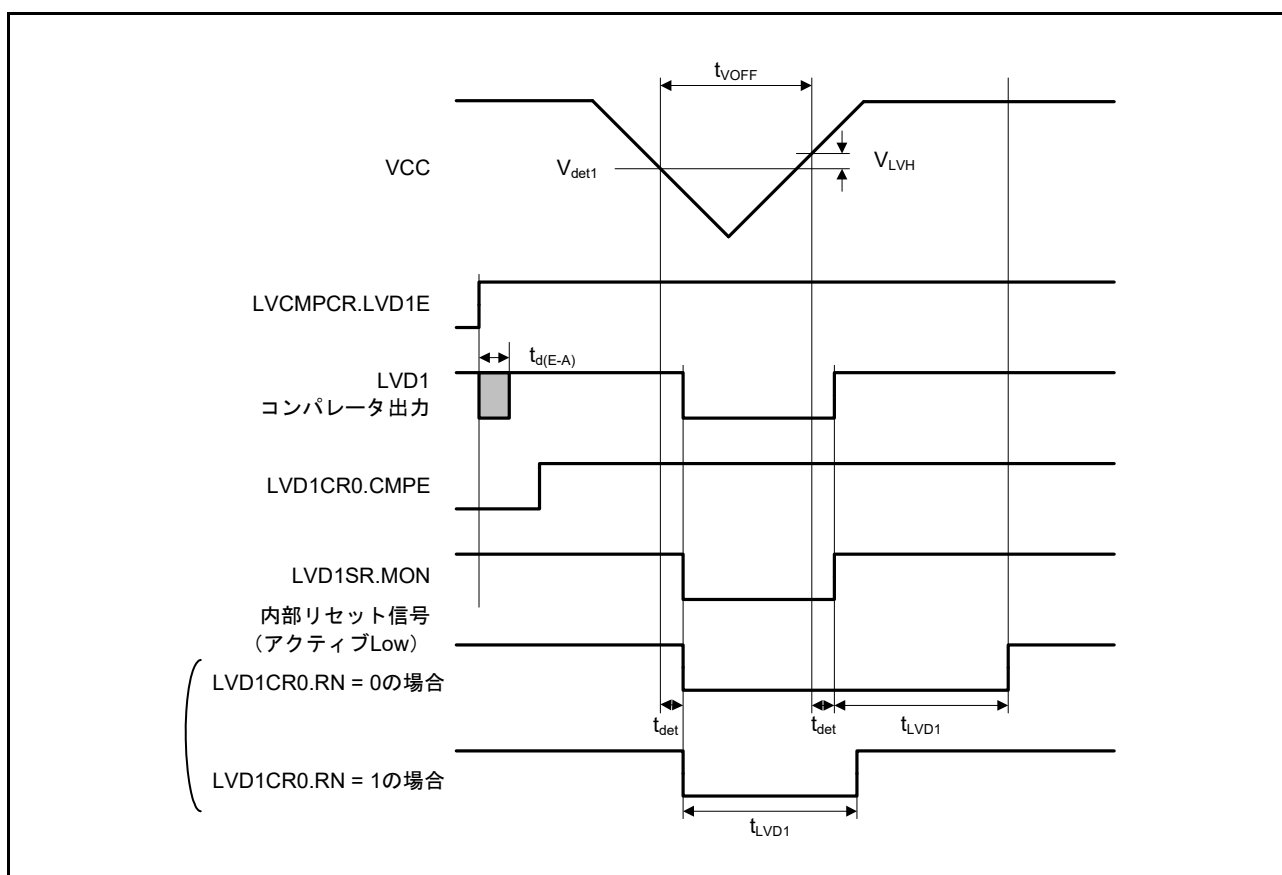 tVOFF
VCC
Vdet1
VLVH
LVCMPCR.LVD1E
td(E-A)
LVD1
コンパレータ出力
LVD1CR0.CMPE
LVD1SR.MON
内部リセット信号
（アクティブLow）
LVD1CR0.RN = 0の場合
tdet
tdet
tLVD1
LVD1CR0.RN = 1の場合
tLVD1